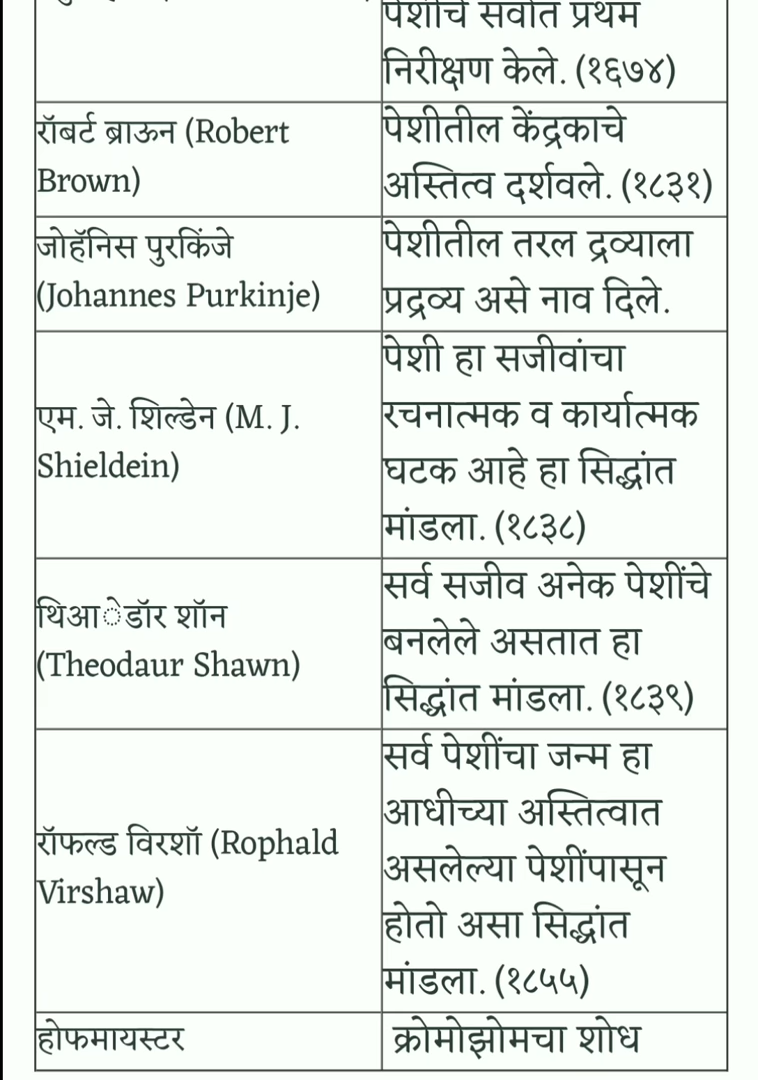 पेशीचे सर्वात प्रथम
निरीक्षण केले. (१६७४)
रॉबर्ट ब्राऊन (Robert
Brown)
पेशीतील केंद्रकाचे
अस्तित्व दर्शवले. (१८३१)
जोहॅनिस पुरकिंजे
(Johannes Purkinje)
पेशीतील तरल द्रव्याला
प्रद्रव्य असे नाव दिले.
एम. जे. शिल्डेन (M. J.
Shieldein)
पेशी हा सजीवांचा
रचनात्मक व कार्यात्मक
घटक आहे हा सिद्धांत
मांडला. (१८३८)
थिआेडॉर शॉन
(Theodaur Shawn)
सर्व सजीव अनेक पेशींचे
बनलेले असतात हा
सिद्धांत मांडला. (१८३९)
रॉफल्ड विरशॉ (Rophald
Virshaw)
सर्व पेशींचा जन्म हा
आधीच्या अस्तित्वात
असलेल्या पेशींपासून
होतो असा सिद्धांत
मांडला. (१८५५)
होफमायस्टर
क्रोमोझोमचा शोध